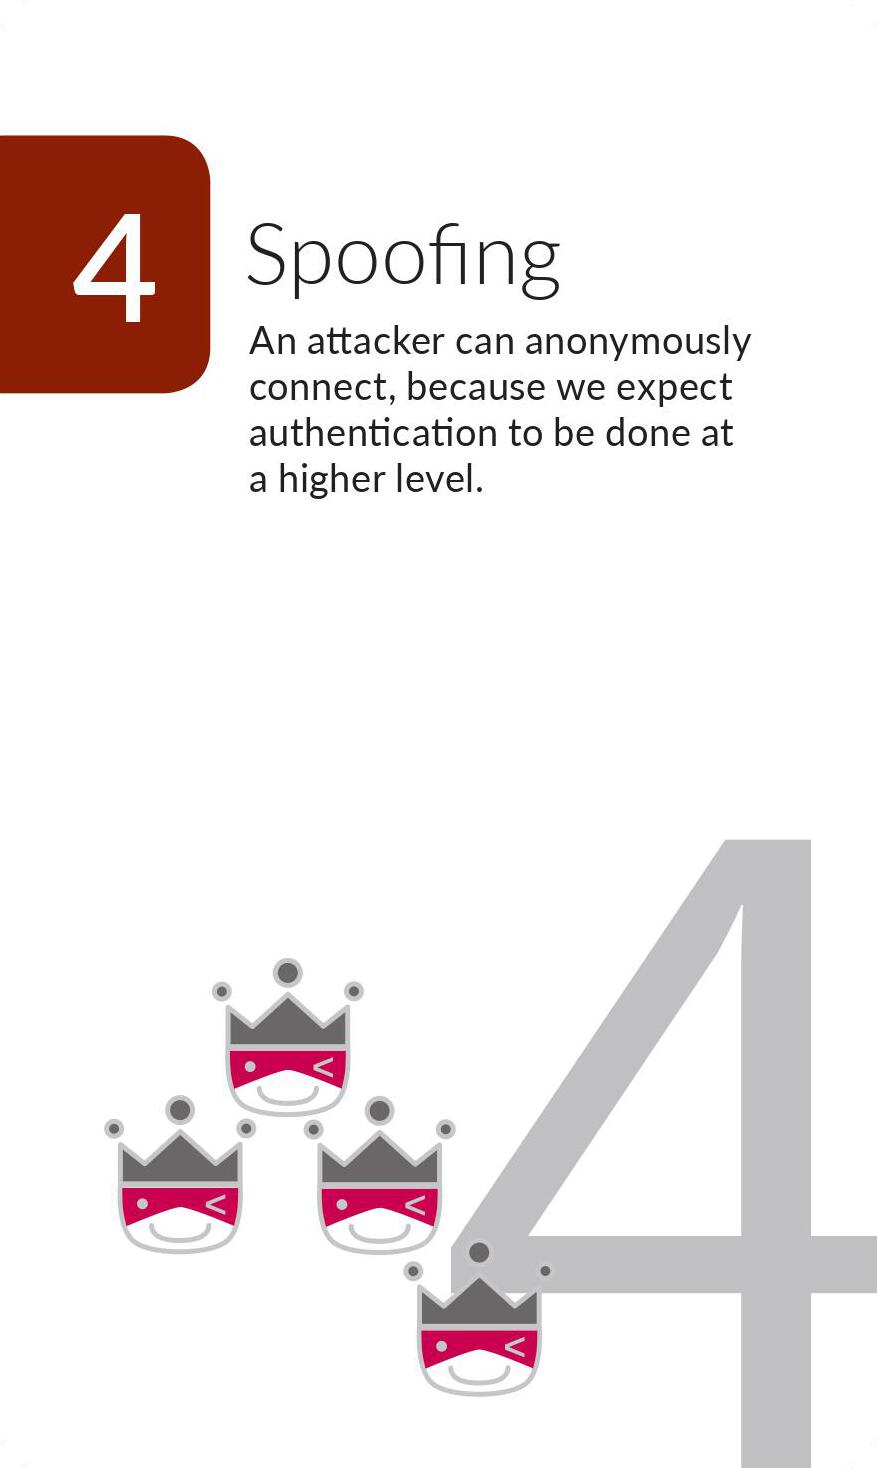 4
Spoofing
An attacker can anonymously
connect, because we expect
authentication to be done at
a higher level.
4